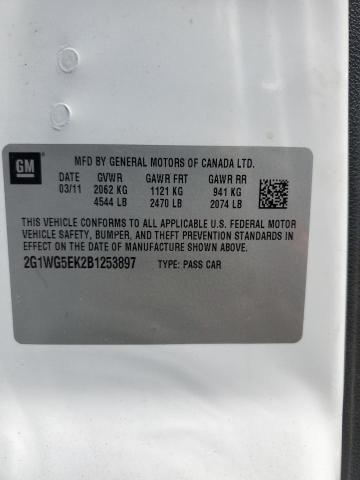 GM
MFD BY GENERAL MOTORS OF CANADA LTD.
DATE GVWR GAWR FRT GAWR RR
03/11 2062 KG 1121 KG 941 KG
4544 LB 2470 LB 2074 LB
THIS VEHICLE CONFORMS TO ALL APPLICABLE U.S. FEDERAL MOTOR
VEHICLE SAFETY, BUMPER, AND THEFT PREVENTION STANDARDS
IN EFFECT ON THE DATE OF MANUFACTURE SHOWN ABOVE.
2G1WG5EK2B1253897 TYPE: PASS CAR